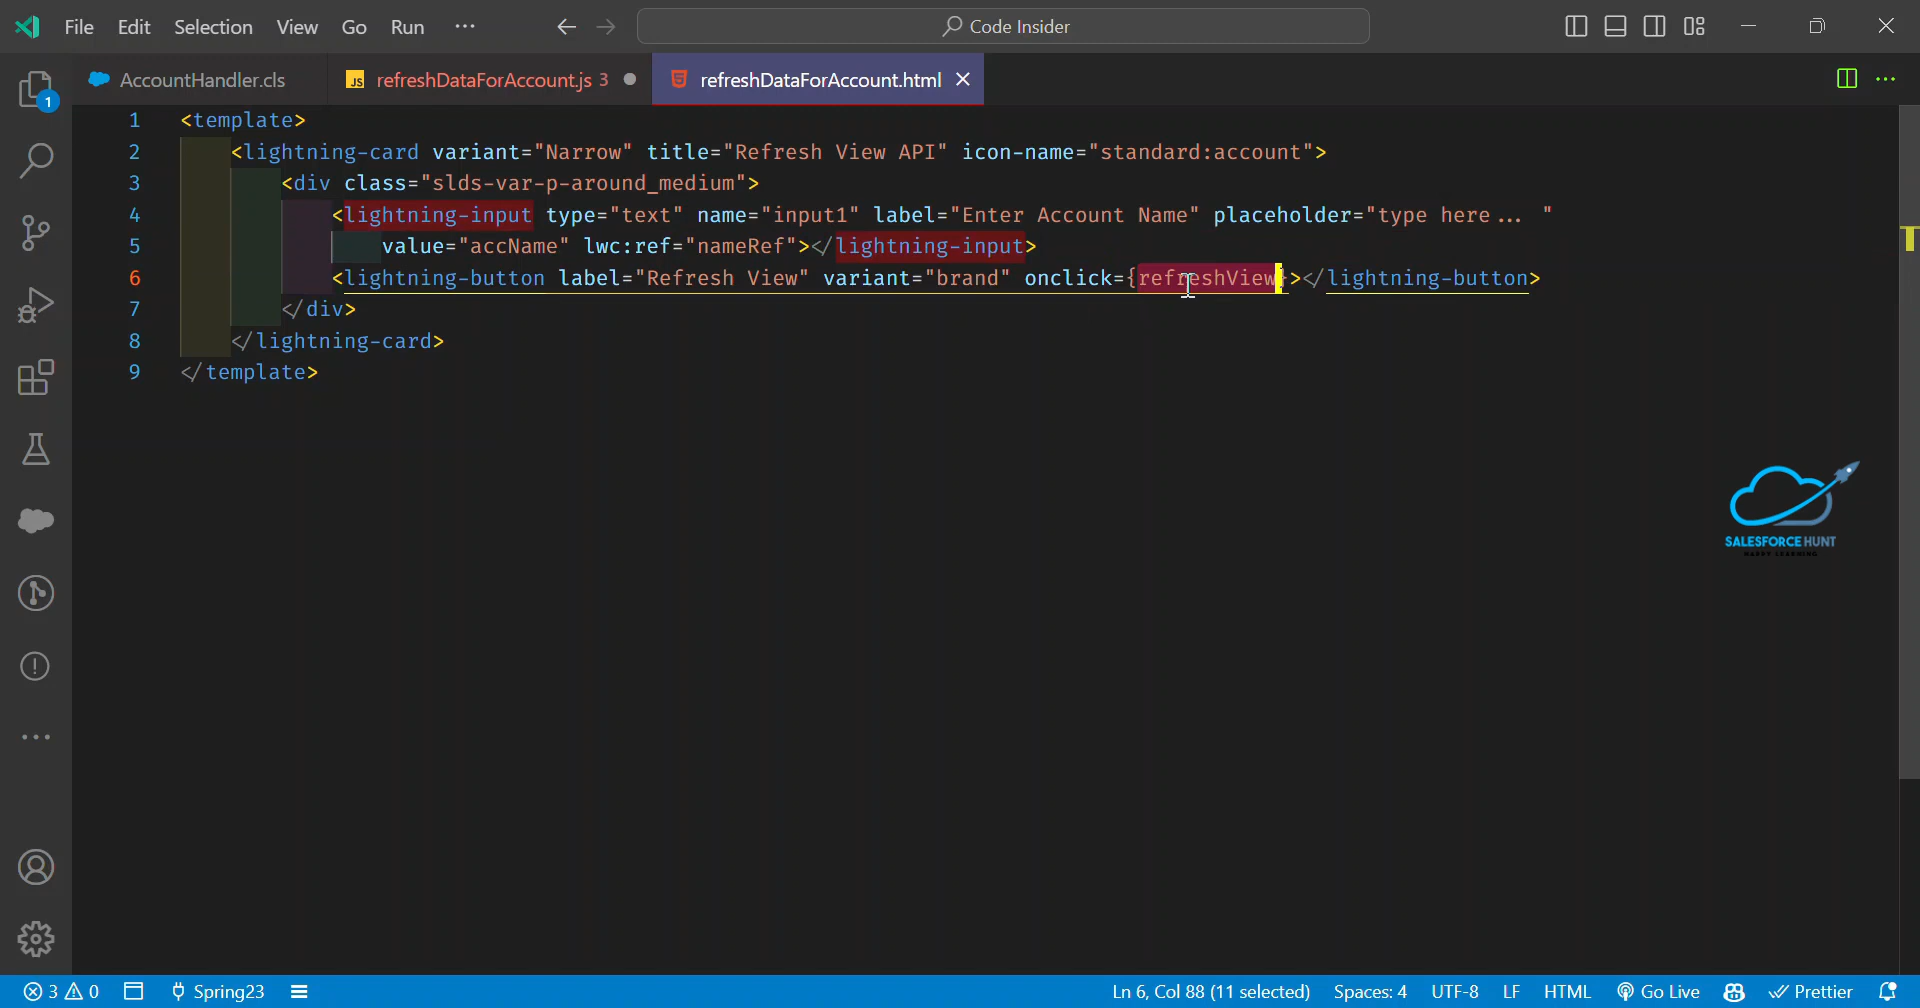 File Edit Selection View Go Run ··· Code Insider
AccountHandler.cls refreshDataForAccount.js 3 refreshDataForAccount.html
1
1 <template>
2 <lightning-card variant="Narrow" title="Refresh View API" icon-name="standard:account">
3 <div class="slds-var-p-around_medium">
4 <lightning-input type="text" name="input1" label="Enter Account Name" placeholder="type here... "
5 value="accName" lwc:ref="nameRef"></lightning-input>
6 <lightning-button label="Refresh View" variant="brand" onclick={refreshView}></lightning-button>
7 </div>
8 </lightning-card>
9 </template>
SALESFORCE HUNT
HAPPY LEARNING
3 0 Spring23 Ln 6, Col 88 (11 selected) Spaces: 4 UTF-8 LF HTML Go Live Prettier